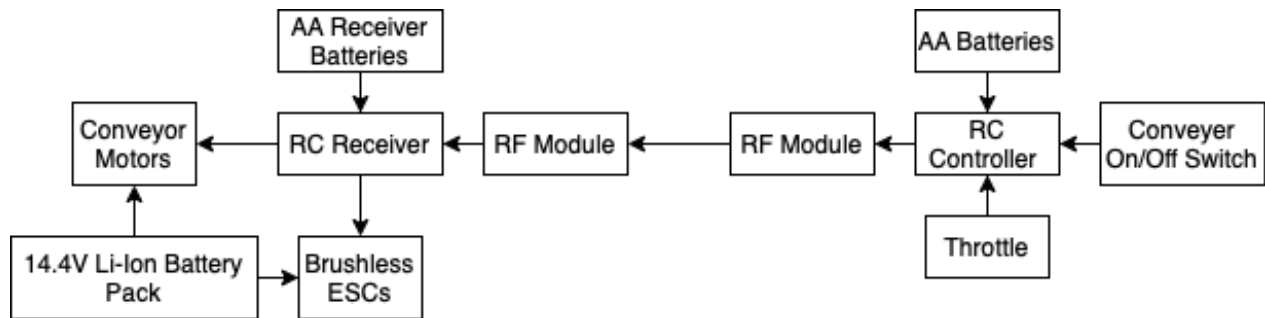 AA Receiver
Batteries
AA Batteries
Conveyor
Motors
RC Receiver
RF Module
RF Module
RC
Controller
Conveyer
On/Off Switch
14.4V Li-Ion Battery
Pack
Brushless
ESCs
Throttle